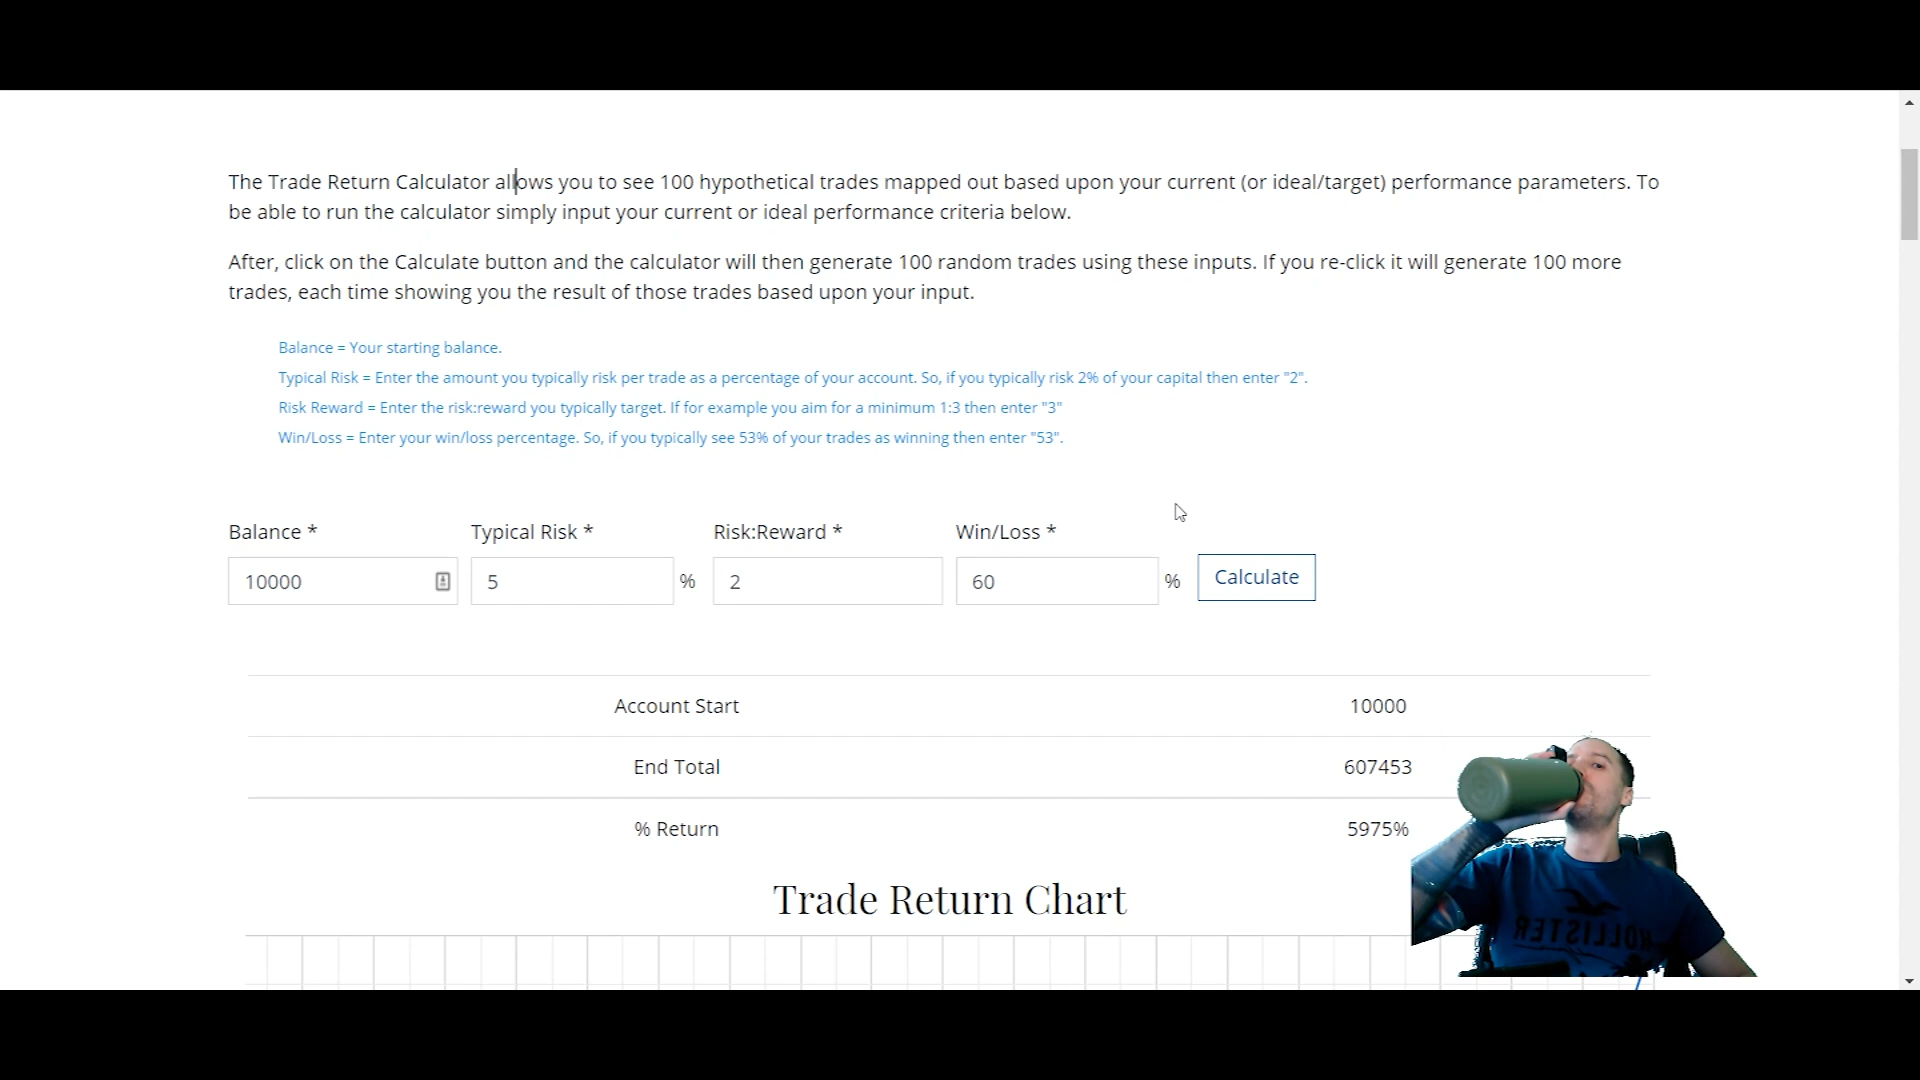 The Trade Return Calculator allows you to see 100 hypothetical trades mapped out based upon your current (or ideal/target) performance parameters. To
be able to run the calculator simply input your current or ideal performance criteria below.
After, click on the Calculate button and the calculator will then generate 100 random trades using these inputs. If you re-click it will generate 100 more
trades, each time showing you the result of those trades based upon your input.
Balance = Your starting balance.
Typical Risk = Enter the amount you typically risk per trade as a percentage of your account. So, if you typically risk 2% of your capital then enter "2".
Risk Reward = Enter the risk:reward you typically target. If for example you aim for a minimum 1:3 then enter "3"
Win/Loss = Enter your win/loss percentage. So, if you typically see 53% of your trades as winning then enter "53".
Balance * Typical Risk * Risk:Reward * Win/Loss *
10000 5 % 2 60 % Calculate
Account Start 10000
End Total 607453
% Return 5975%
Trade Return Chart
HOLLISTER